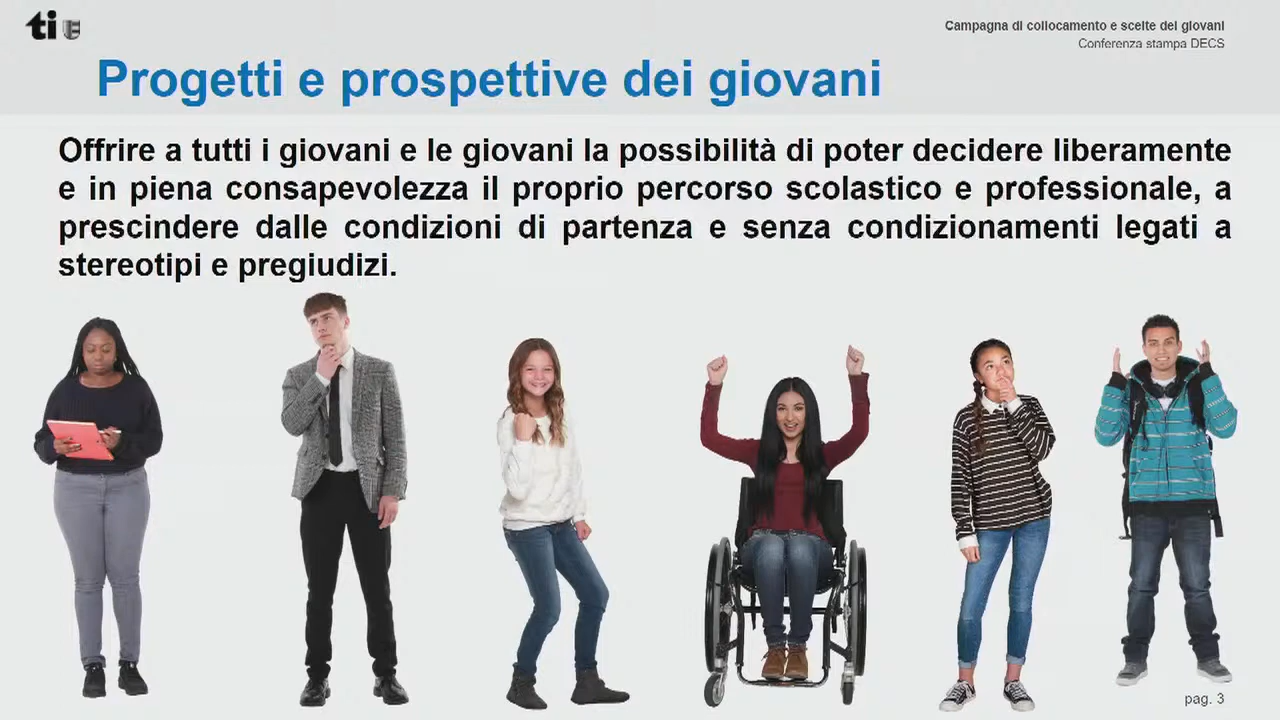 ti
Campagna di collocamento e scelte dei giovani
Conferenza stampa DECS
Progetti e prospettive dei giovani
Offrire a tutti i giovani e le giovani la possibilità di poter decidere liberamente
e in piena consapevolezza il proprio percorso scolastico e professionale, a
prescindere dalle condizioni di partenza e senza condizionamenti legati a
stereotipi e pregiudizi.
pag. 3